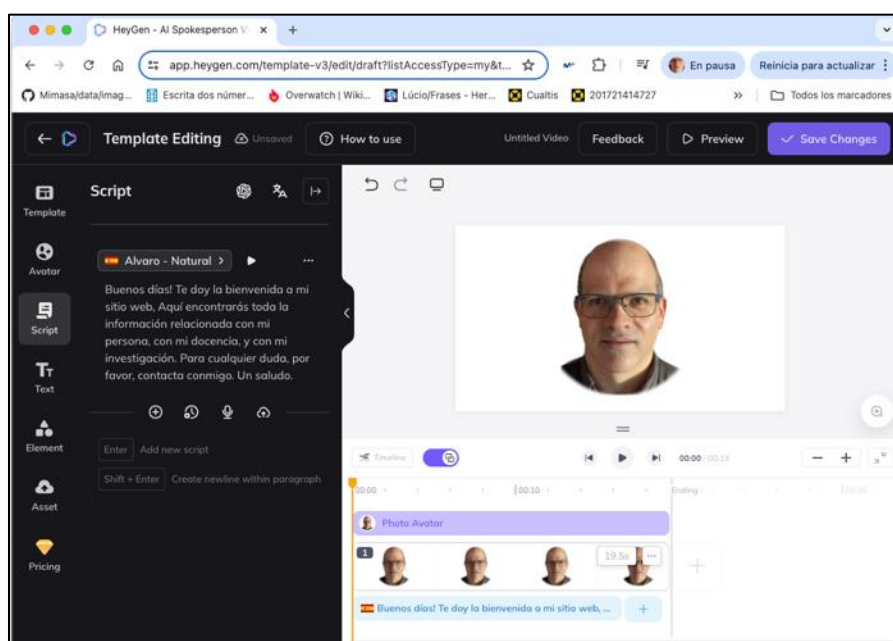 HeyGen - AI Spokesperson V
app.heygen.com/template-v3/edit/draft?listAccessType=my&t...
En pausa
Reinicia para actualizar
Mimasa/data/imag...
Escrita dos númer...
Overwatch | Wiki...
Lúcio/Frases - Her...
Cualtis
201721414727
»
Todos los marcadores
Template Editing
Unsaved
How to use
Untitled Video
Feedback
Preview
Save Changes
Template
Avatar
Script
Text
Element
Asset
Pricing
Script
Alvaro - Natural >
Buenos días! Te doy la bienvenida a mi
sitio web, Aquí encontrarás toda la
información relacionada con mi
persona, con mi docencia, y con mi
investigación. Para cualquier duda, por
favor, contacta conmigo. Un saludo.
Enter Add new script
Shift + Enter Create newline within paragraph
Timeline
00:00 / 00:18
00:00
00:10
Ending
Photo Avatar
1
19.5s
Buenos días! Te doy la bienvenida a mi sitio web, ...